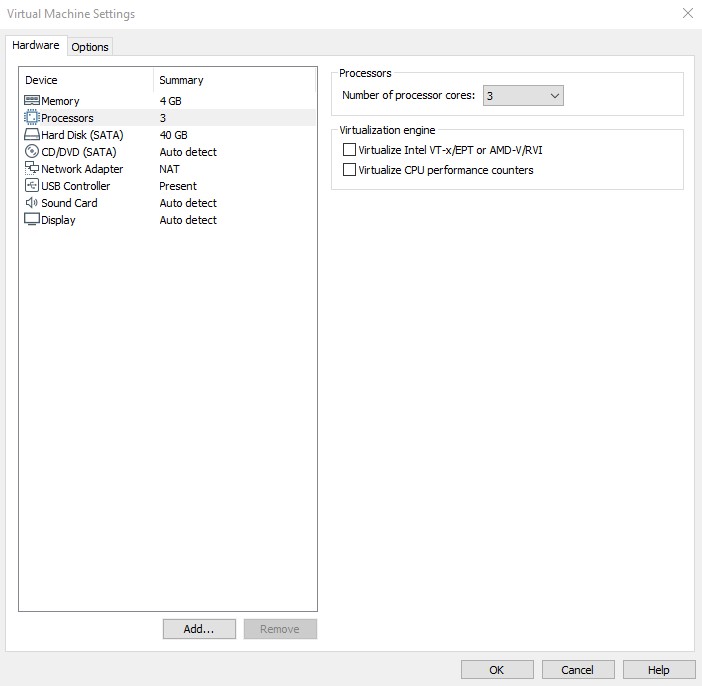 Virtual Machine Settings
Hardware
Options
Device Summary
Memory 4 GB
Processors 3
Hard Disk (SATA) 40 GB
CD/DVD (SATA) Auto detect
Network Adapter NAT
USB Controller Present
Sound Card Auto detect
Display Auto detect
Add...
Remove
Processors
Number of processor cores: 3
Virtualization engine
Virtualize Intel VT-x/EPT or AMD-V/RVI
Virtualize CPU performance counters
OK
Cancel
Help